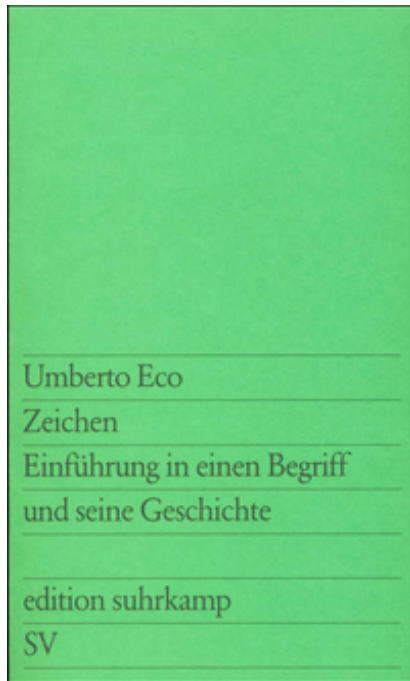 Umberto Eco
Zeichen
Einführung in einen Begriff
und seine Geschichte
edition suhrkamp
SV